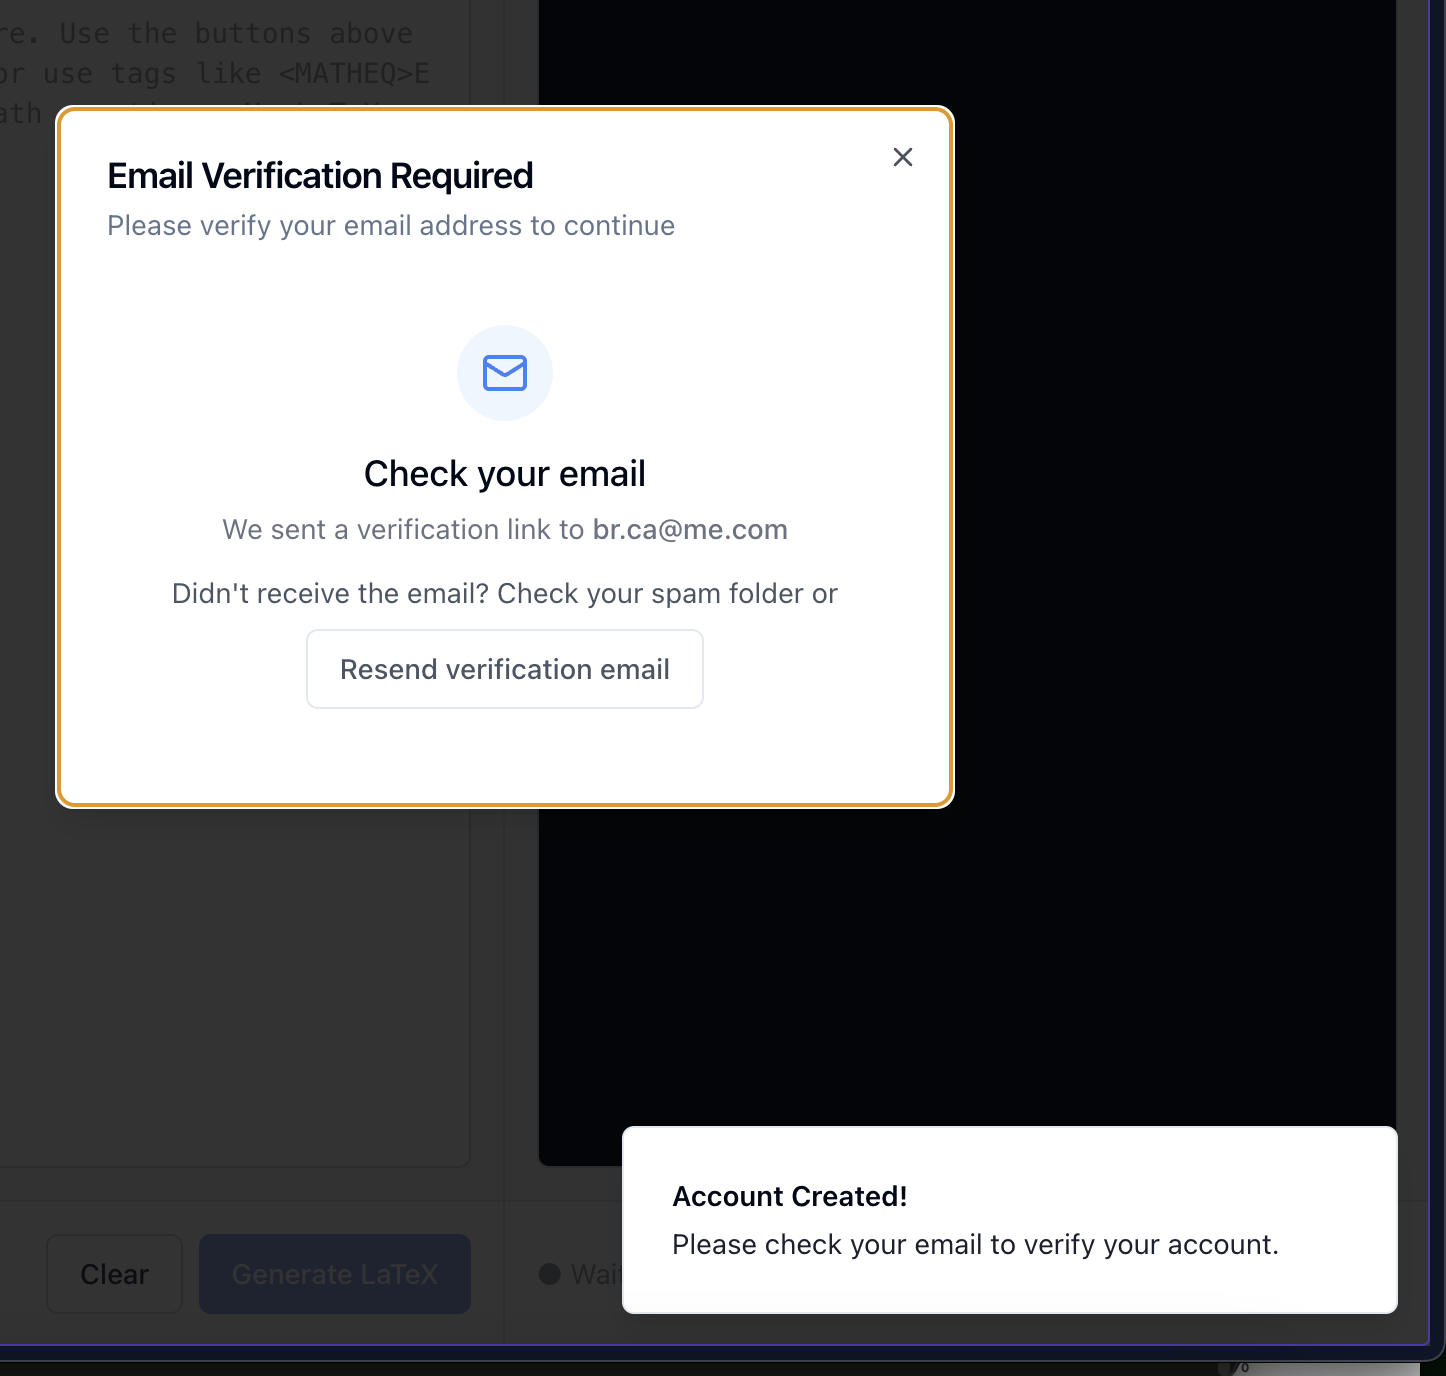 re. Use the buttons above
or use tags like <MATHEQ>E
ath
Email Verification Required
Please verify your email address to continue
Check your email
We sent a verification link to br.ca@me.com
Didn't receive the email? Check your spam folder or
Resend verification email
Account Created!
Please check your email to verify your account.
Clear
Generate LaTeX
Wai
%